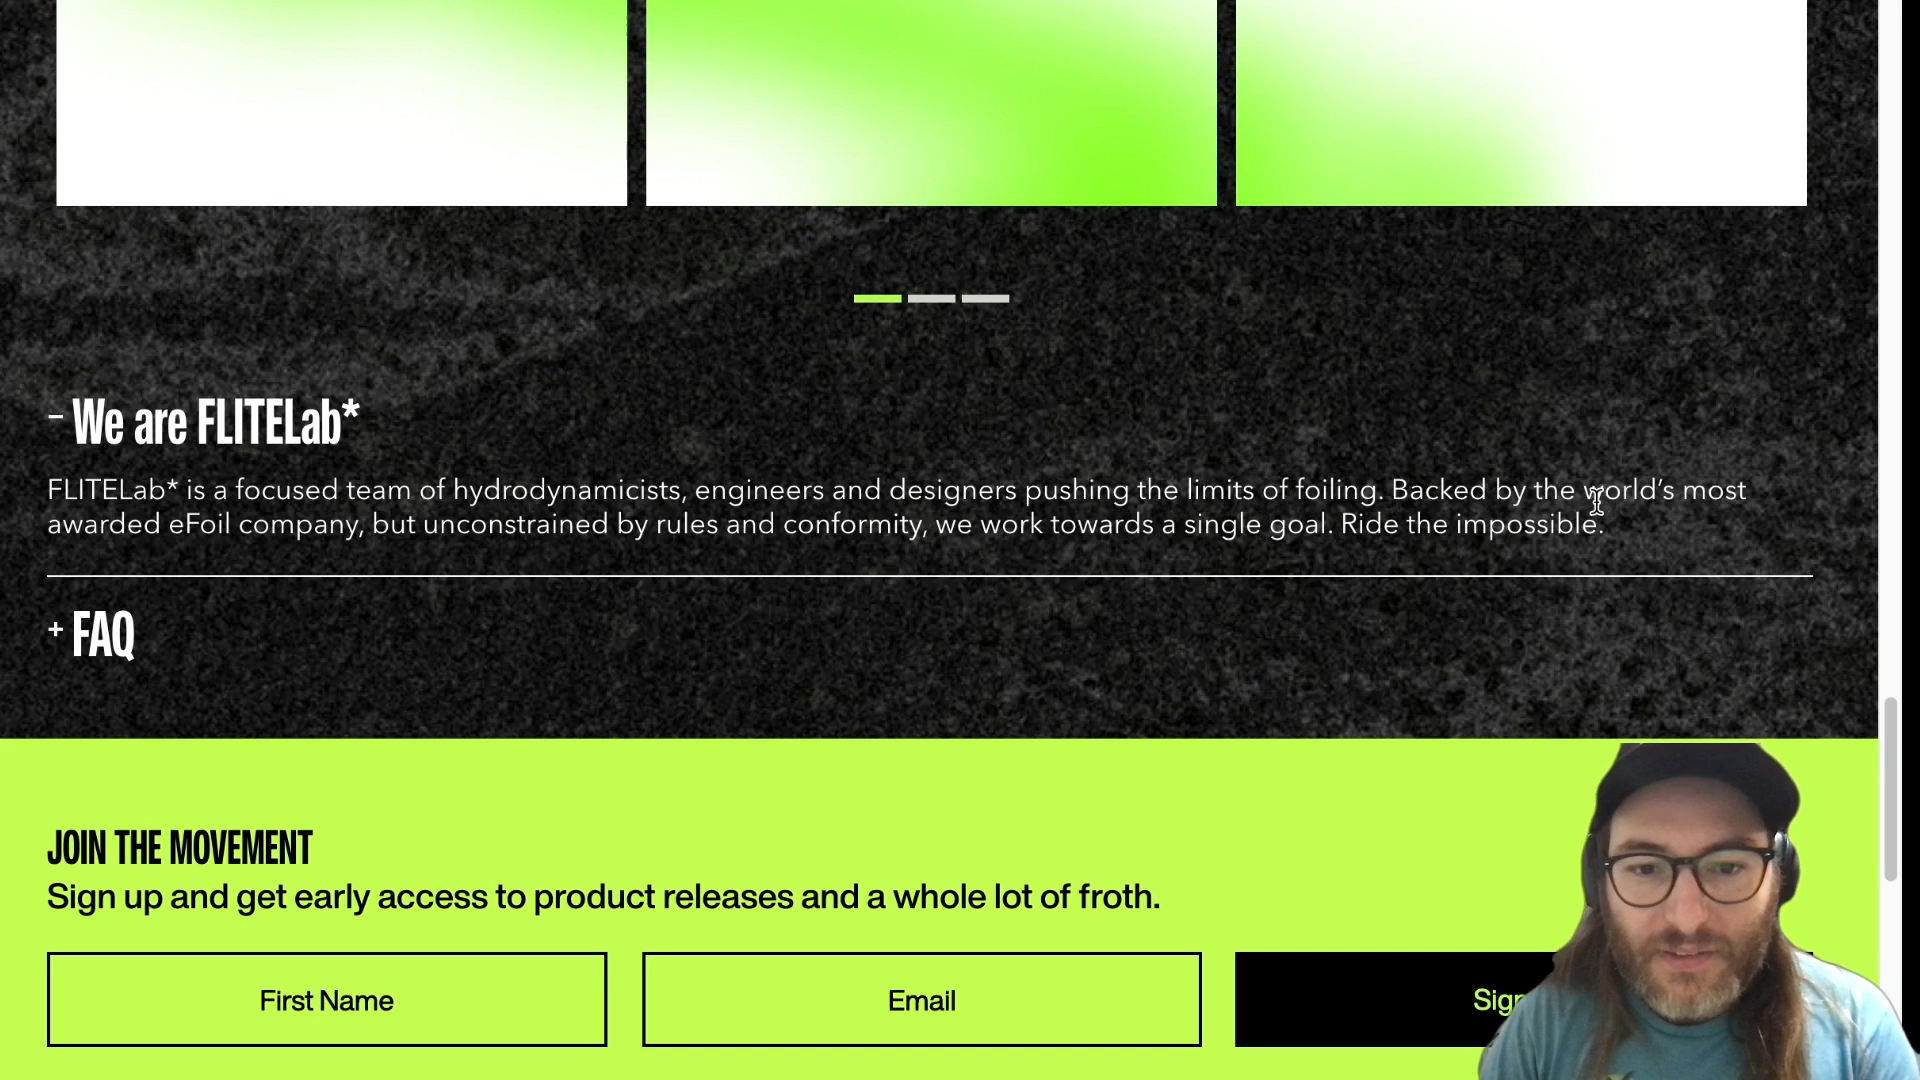 – We are FLITELab*
FLITELab* is a focused team of hydrodynamicists, engineers and designers pushing the limits of foiling. Backed by the world’s most
awarded eFoil company, but unconstrained by rules and conformity, we work towards a single goal. Ride the impossible.
+ FAQ
JOIN THE MOVEMENT
Sign up and get early access to product releases and a whole lot of froth.
First Name
Email